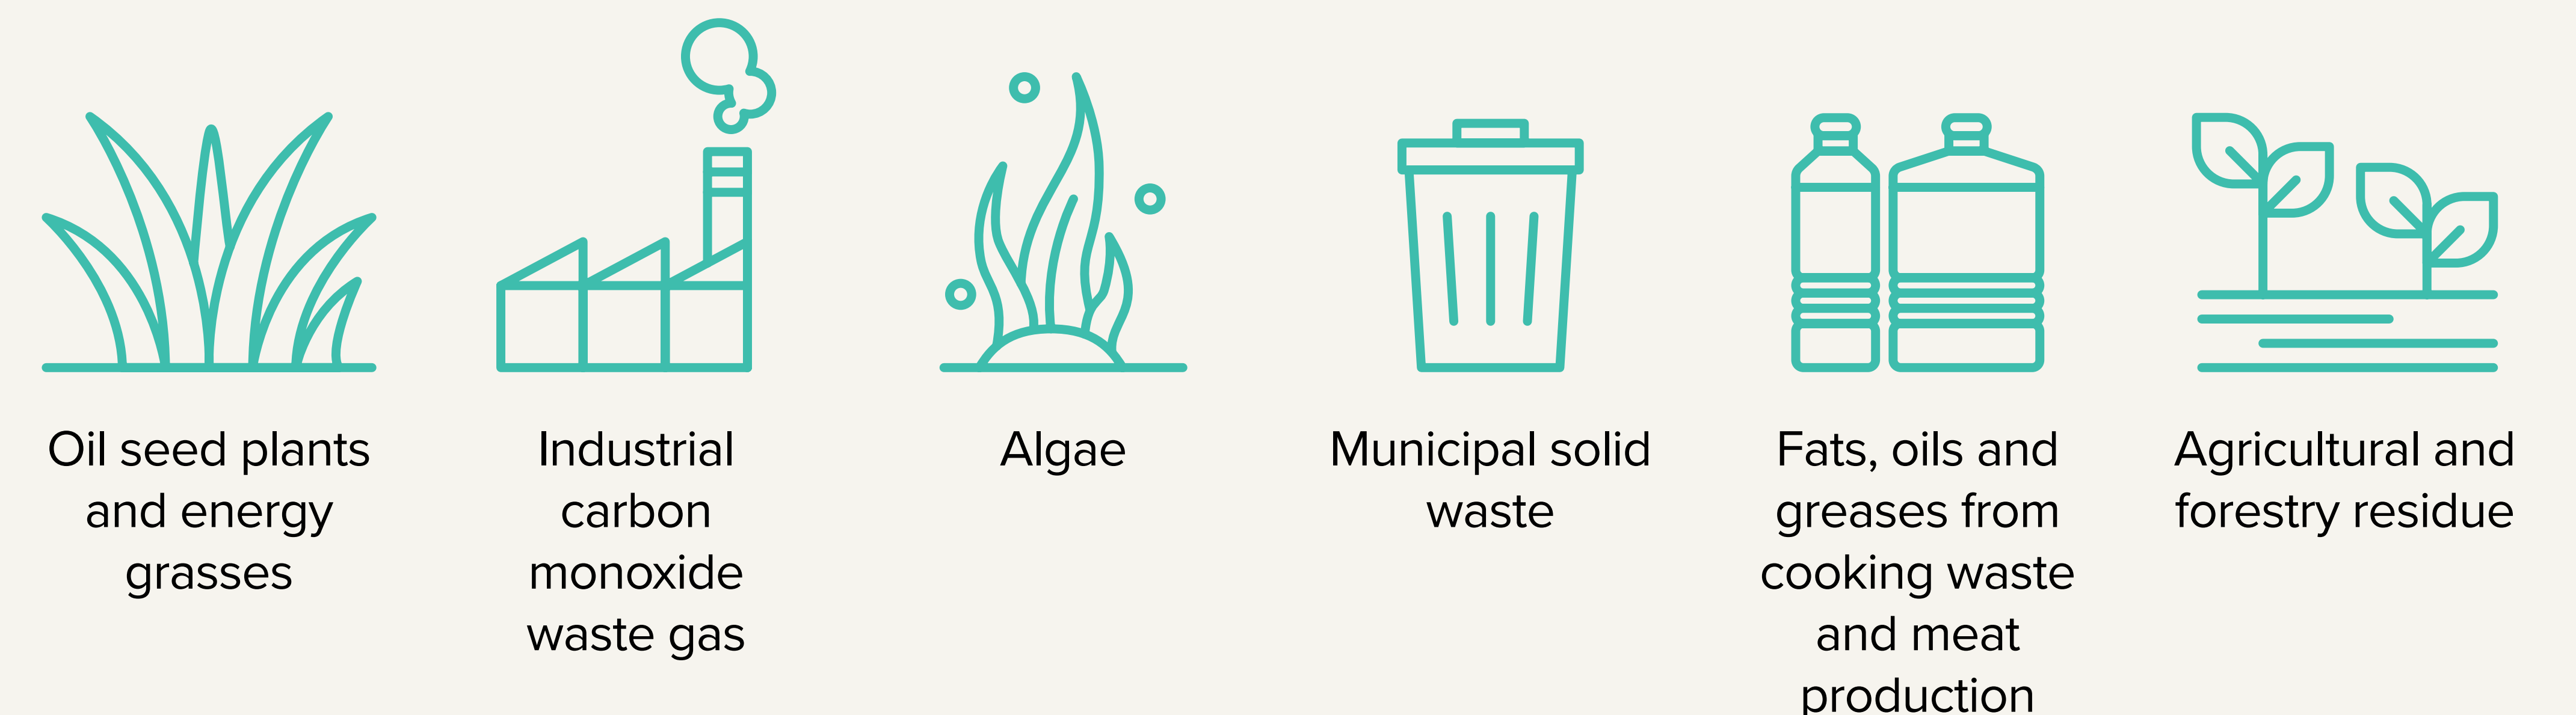 Oil seed plants
and energy
grasses
Industrial
carbon
monoxide
waste gas
Algae
Municipal solid
waste
Fats, oils and
greases from
cooking waste
and meat
production
Agricultural and
forestry residue